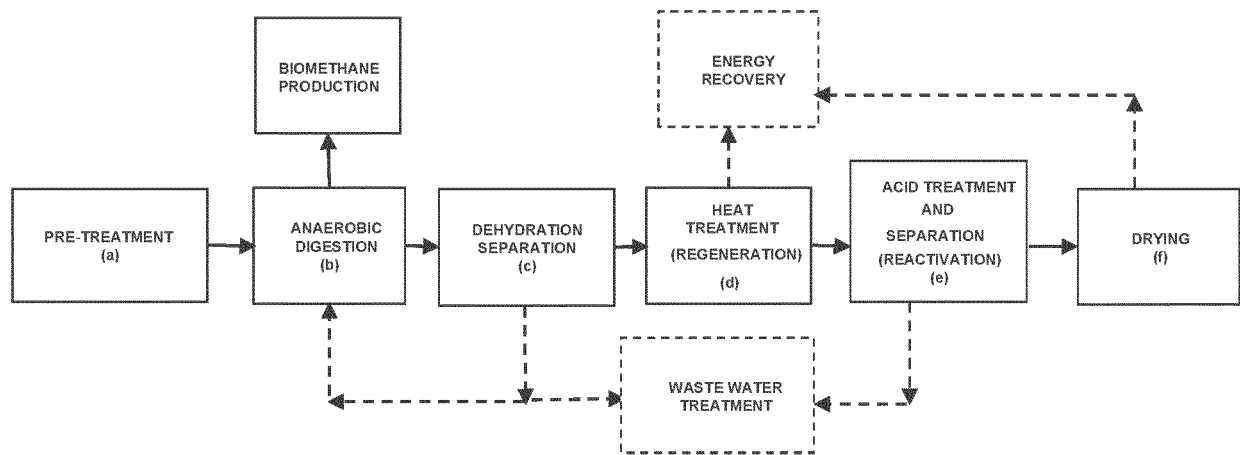 BIOMETHANE
PRODUCTION
ENERGY
RECOVERY
PRE-TREATMENT
(a)
ANAEROBIC
DIGESTION
(b)
DEHYDRATION
SEPARATION
(c)
HEAT
TREATMENT
(REGENERATION)
(d)
ACID TREATMENT
AND
SEPARATION
(REACTIVATION)
(e)
DRYING
(f)
WASTE WATER
TREATMENT